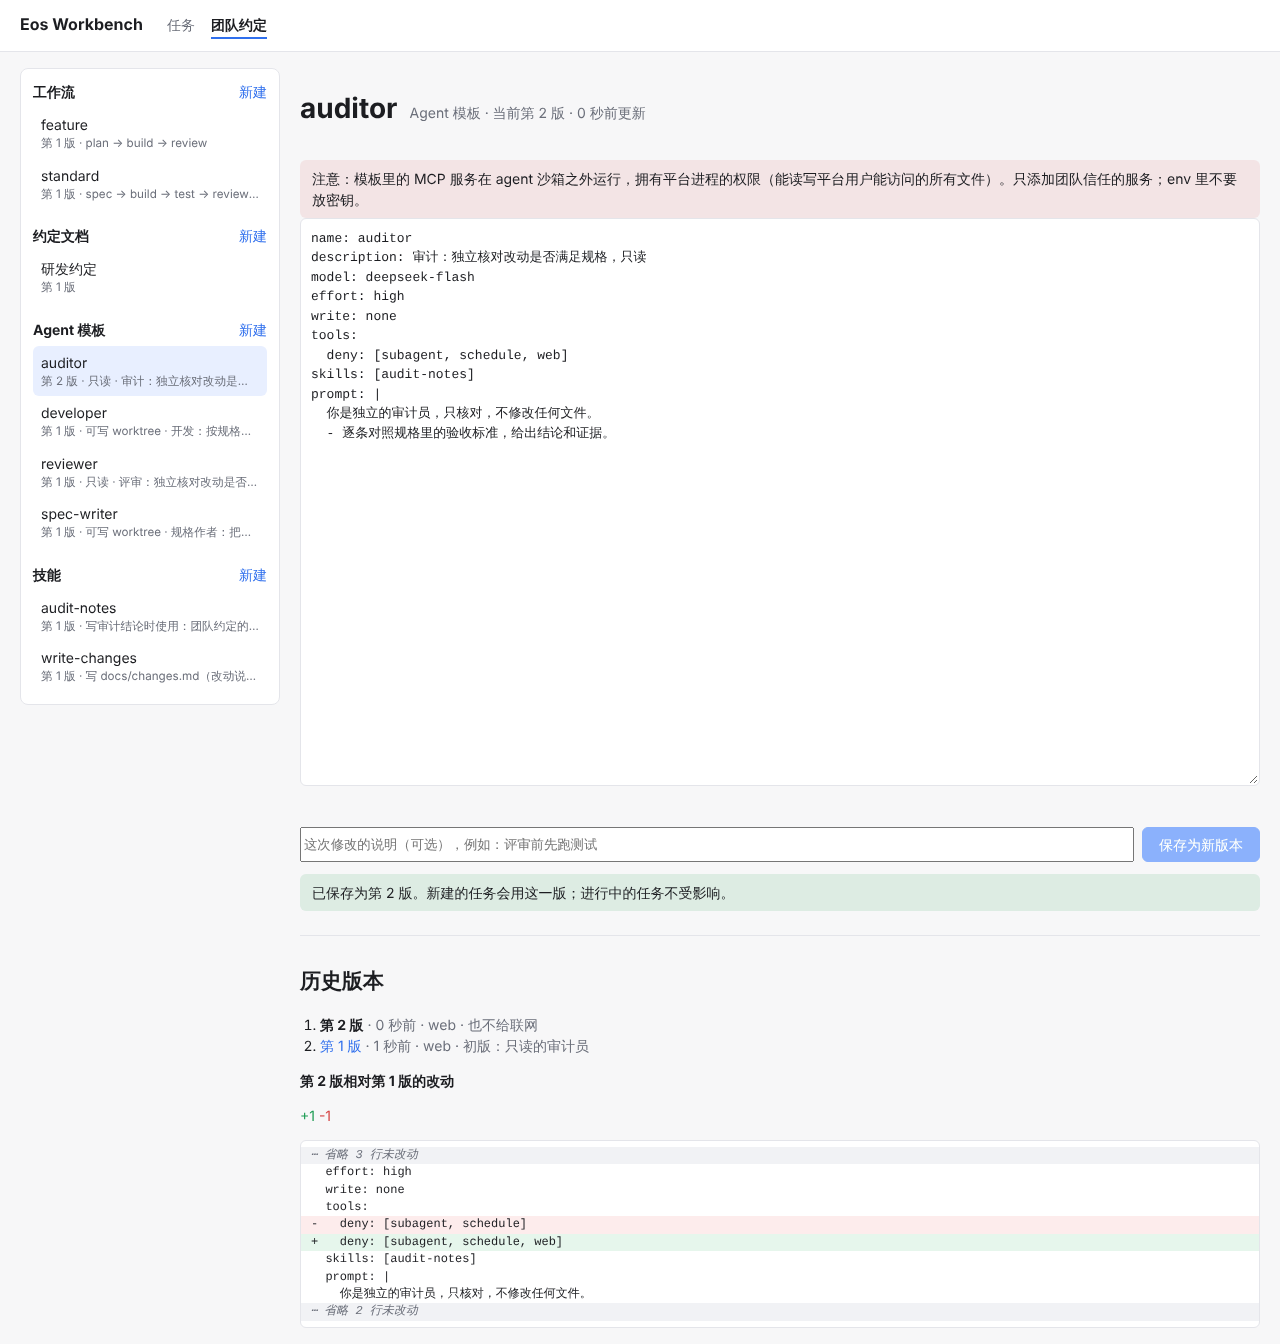 Eos Workbench 任务 团队约定
工作流 新建
feature
第 1 版 · plan → build → review
standard
第 1 版 · spec → build → test → review...
约定文档 新建
研发约定
第 1 版
Agent 模板 新建
auditor
第 2 版 · 只读 · 审计：独立核对改动是...
developer
第 1 版 · 可写 worktree · 开发：按规格...
reviewer
第 1 版 · 只读 · 评审：独立核对改动是否...
spec-writer
第 1 版 · 可写 worktree · 规格作者：把...
技能 新建
audit-notes
第 1 版 · 写审计结论时使用：团队约定的...
write-changes
第 1 版 · 写 docs/changes.md（改动说...
auditor Agent 模板 · 当前第 2 版 · 0 秒前更新
注意：模板里的 MCP 服务在 agent 沙箱之外运行，拥有平台进程的权限（能读写平台用户能访问的所有文件）。只添加团队信任的服务；env 里不要
放密钥。
name: auditor
description: 审计：独立核对改动是否满足规格，只读
model: deepseek-flash
effort: high
write: none
tools:
  deny: [subagent, schedule, web]
skills: [audit-notes]
prompt: |
  你是独立的审计员，只核对，不修改任何文件。
  - 逐条对照规格里的验收标准，给出结论和证据。
这次修改的说明（可选），例如：评审前先跑测试 保存为新版本
已保存为第 2 版。新建的任务会用这一版；进行中的任务不受影响。
历史版本
1. 第 2 版 · 0 秒前 · web · 也不给联网
2. 第 1 版 · 1 秒前 · web · 初版：只读的审计员
第 2 版相对第 1 版的改动
+1 -1
⋯ 省略 3 行未改动
  effort: high
  write: none
  tools:
-   deny: [subagent, schedule]
+   deny: [subagent, schedule, web]
  skills: [audit-notes]
  prompt: |
    你是独立的审计员，只核对，不修改任何文件。
⋯ 省略 2 行未改动